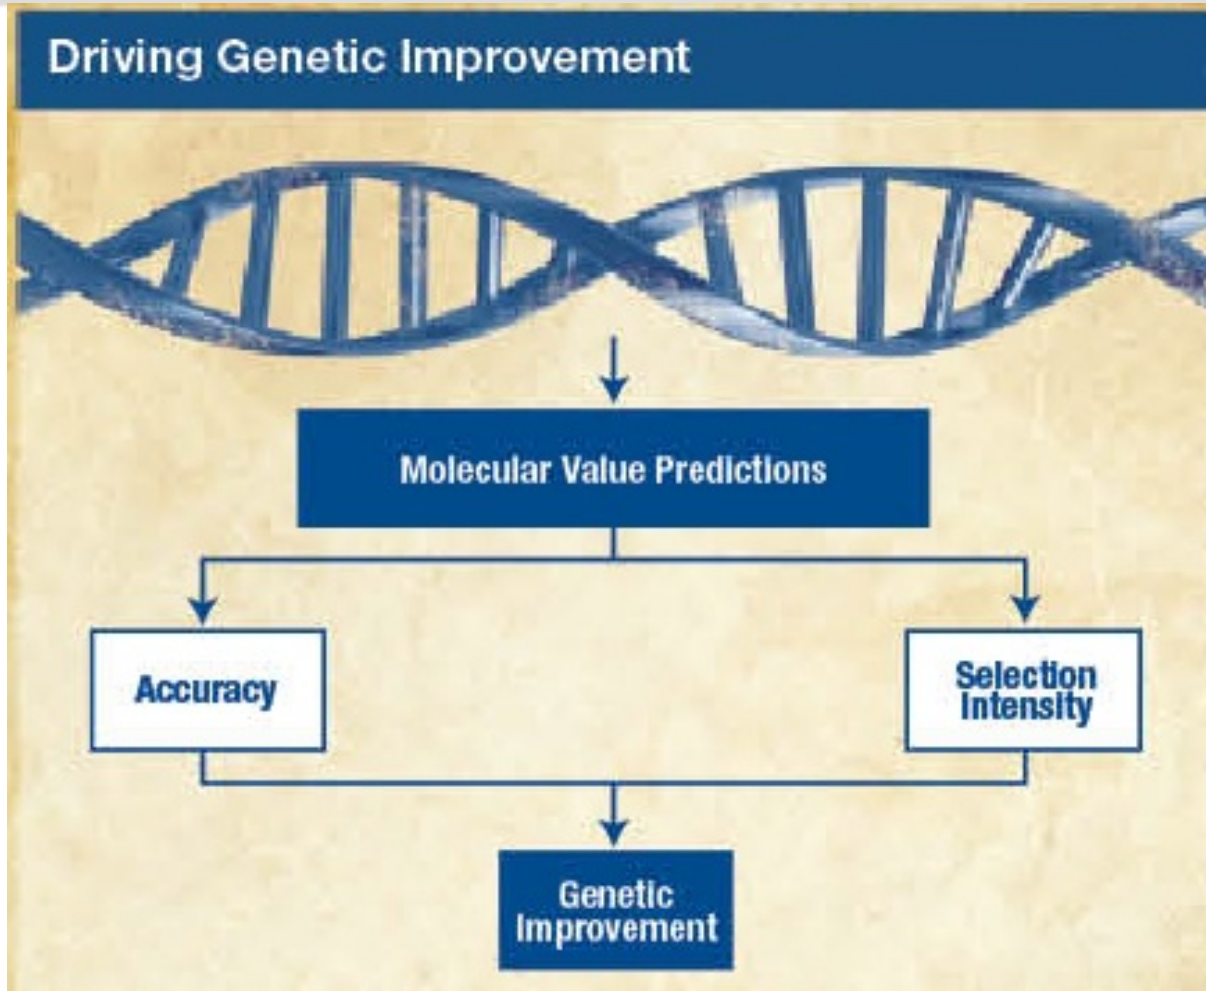 Driving Genetic Improvement
Molecular Value Predictions
Accuracy
Selection
Intensity
Genetic
Improvement